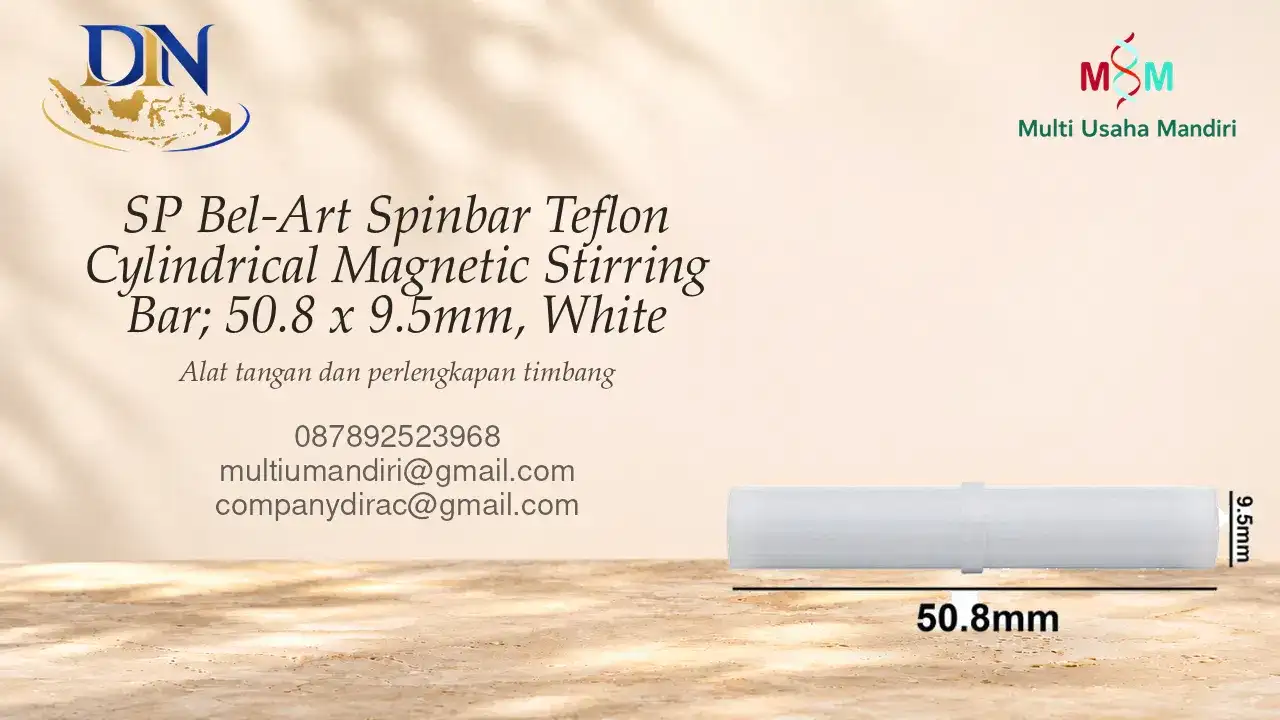 DN
M M
Multi Usaha Mandiri
SP Bel-Art Spinbar Teflon
Cylindrical Magnetic Stirring
Bar; 50.8 x 9.5mm, White
Alat tangan dan perlengkapan timbang
087892523968
multiumandiri@gmail.com
companydirac@gmail.com
9.5mm
50.8mm